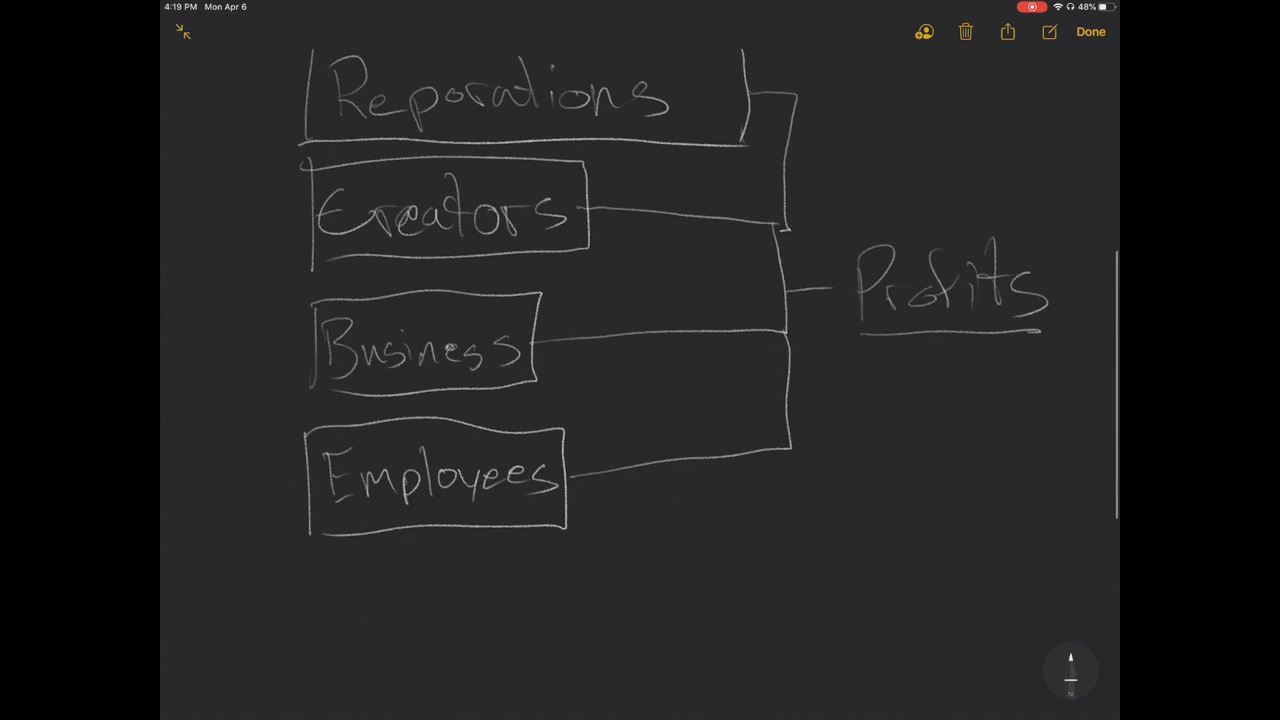 4:19 PM Mon Apr 6
48%
Done
Reporations
Creators
Business
Employees
Profits
N